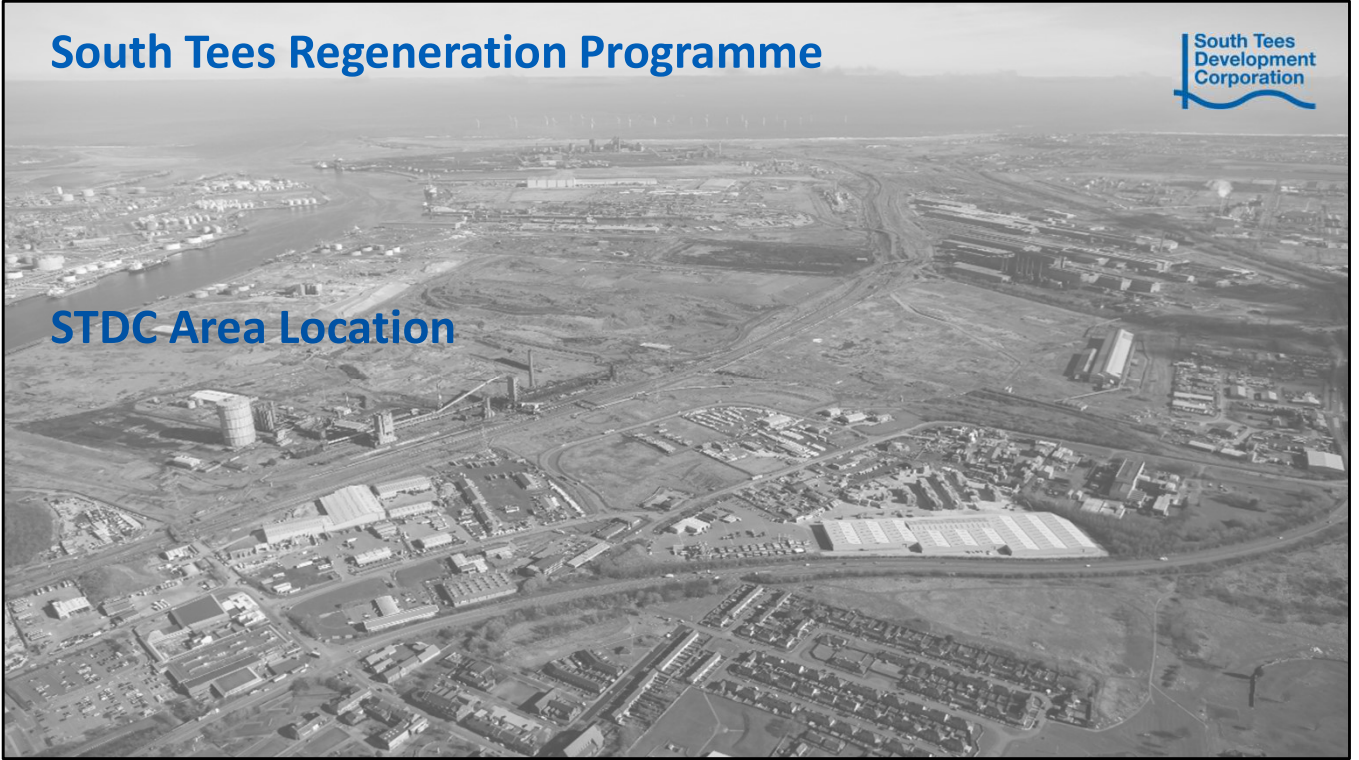 South Tees Regeneration Programme
South Tees
Development
Corporation
STDC Area Location